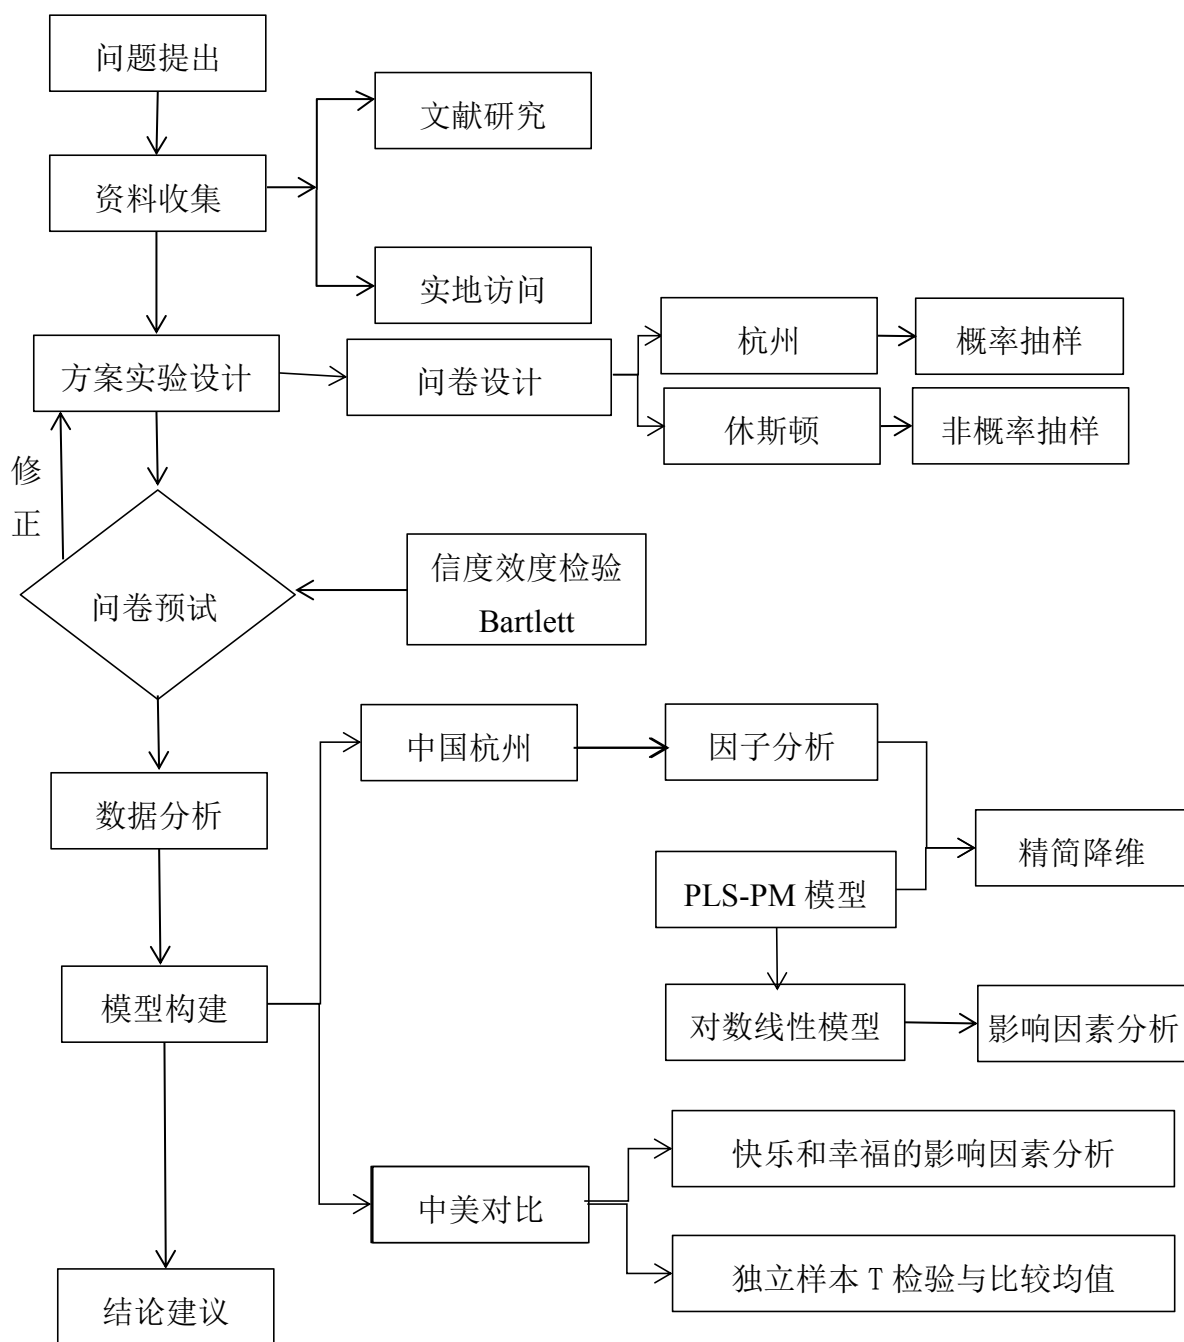 问题提出
文献研究
资料收集
实地访问
杭州
概率抽样
方案实验设计
问卷设计
休斯顿
非概率抽样
修
正
信度效度检验
Bartlett
问卷预试
中国杭州
因子分析
数据分析
精简降维
PLS-PM 模型
模型构建
对数线性模型
影响因素分析
快乐和幸福的影响因素分析
中美对比
独立样本 T 检验与比较均值
结论建议